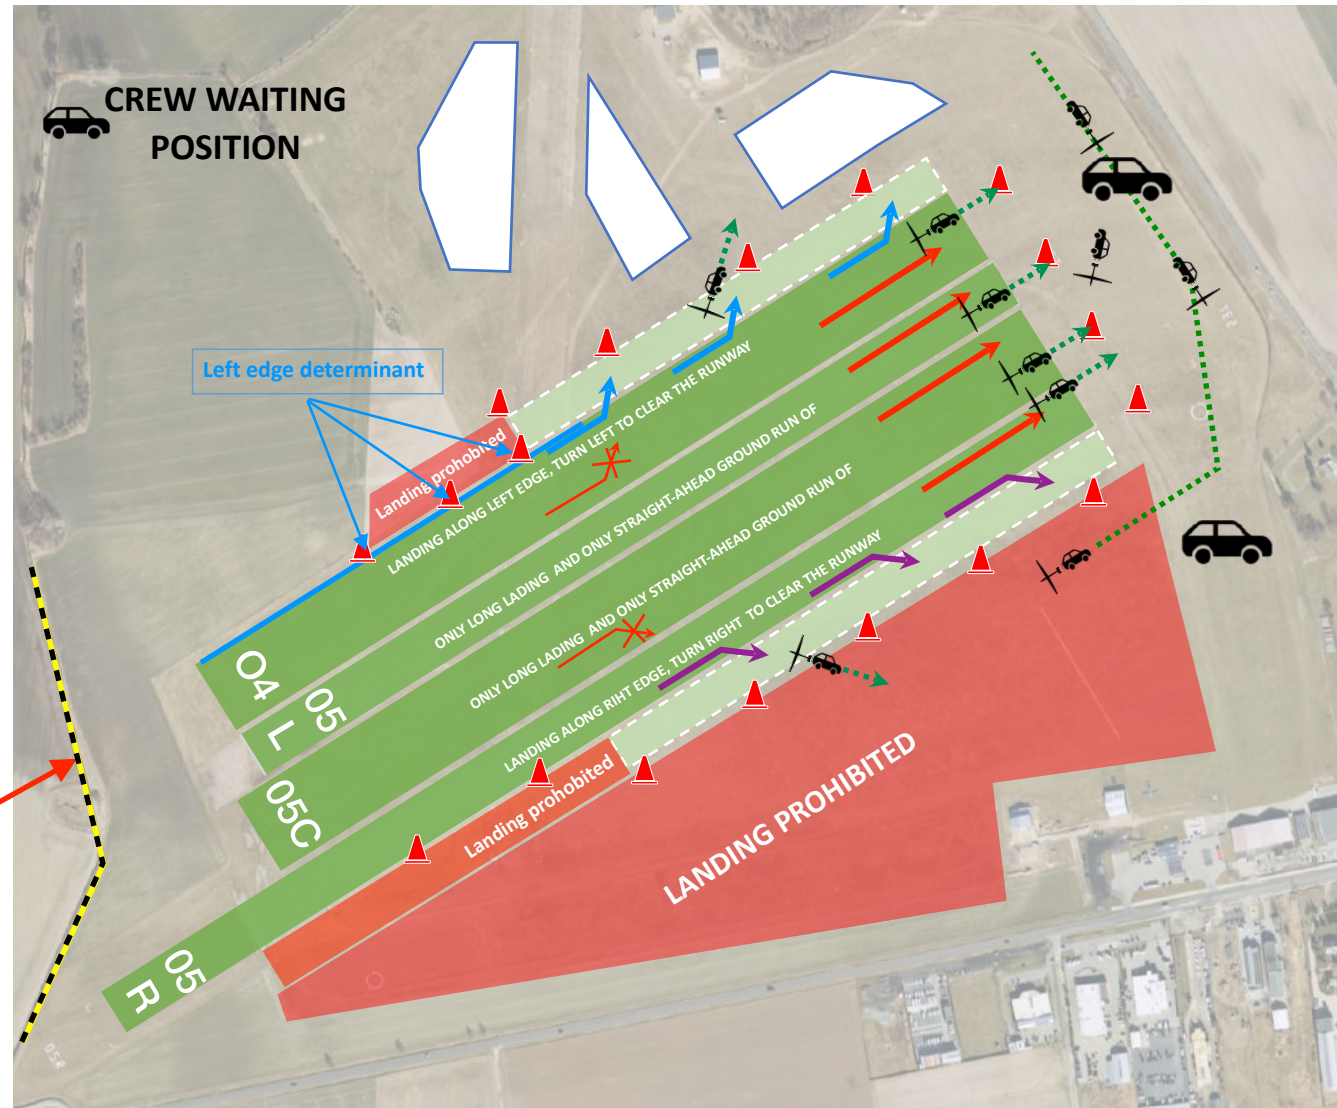 CREW WAITING
POSITION
Left edge determinant
Landing prohobited
LANDING ALONG LEFT EDGE, TURN LEFT TO CLEAR THE RUNWAY
ONLY LONG LADING AND ONLY STRAIGHT-AHEAD GROUND RUN OF
ONLY LONG LADING AND ONLY STRAIGHT-AHEAD GROUND RUN OF
LANDING ALONG RIHT EDGE, TURN RIGHT TO CLEAR THE RUNWAY
O4
05
L
05C
05
R
Landing prohobited
LANDING PROHIBITED